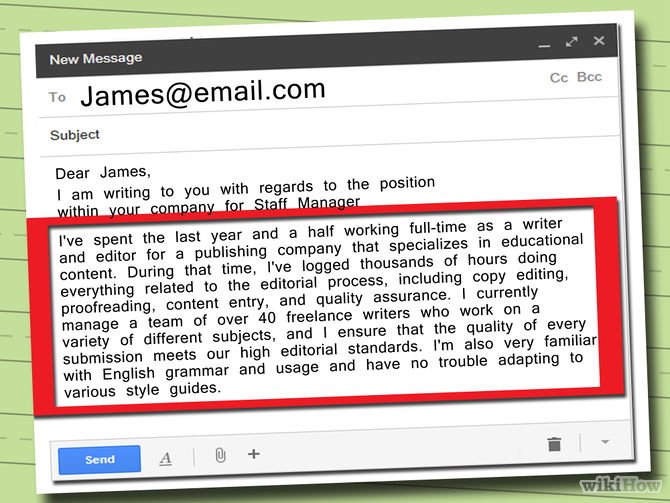 New Message
To James@email.com Cc Bcc
Subject
Dear James,
I am writing to you with regards to the position
within your company for Staff Manager
I've spent the last year and a half working full-time as a writer
and editor for a publishing company that specializes in educational
content. During that time, I've logged thousands of hours doing
everything related to the editorial process, including copy editing,
proofreading, content entry, and quality assurance. I currently
manage a team of over 40 freelance writers who work on a
variety of different subjects, and I ensure that the quality of every
submission meets our high editorial standards. I'm also very familiar
with English grammar and usage and have no trouble adapting to
various style guides.
Send A
wikiHow